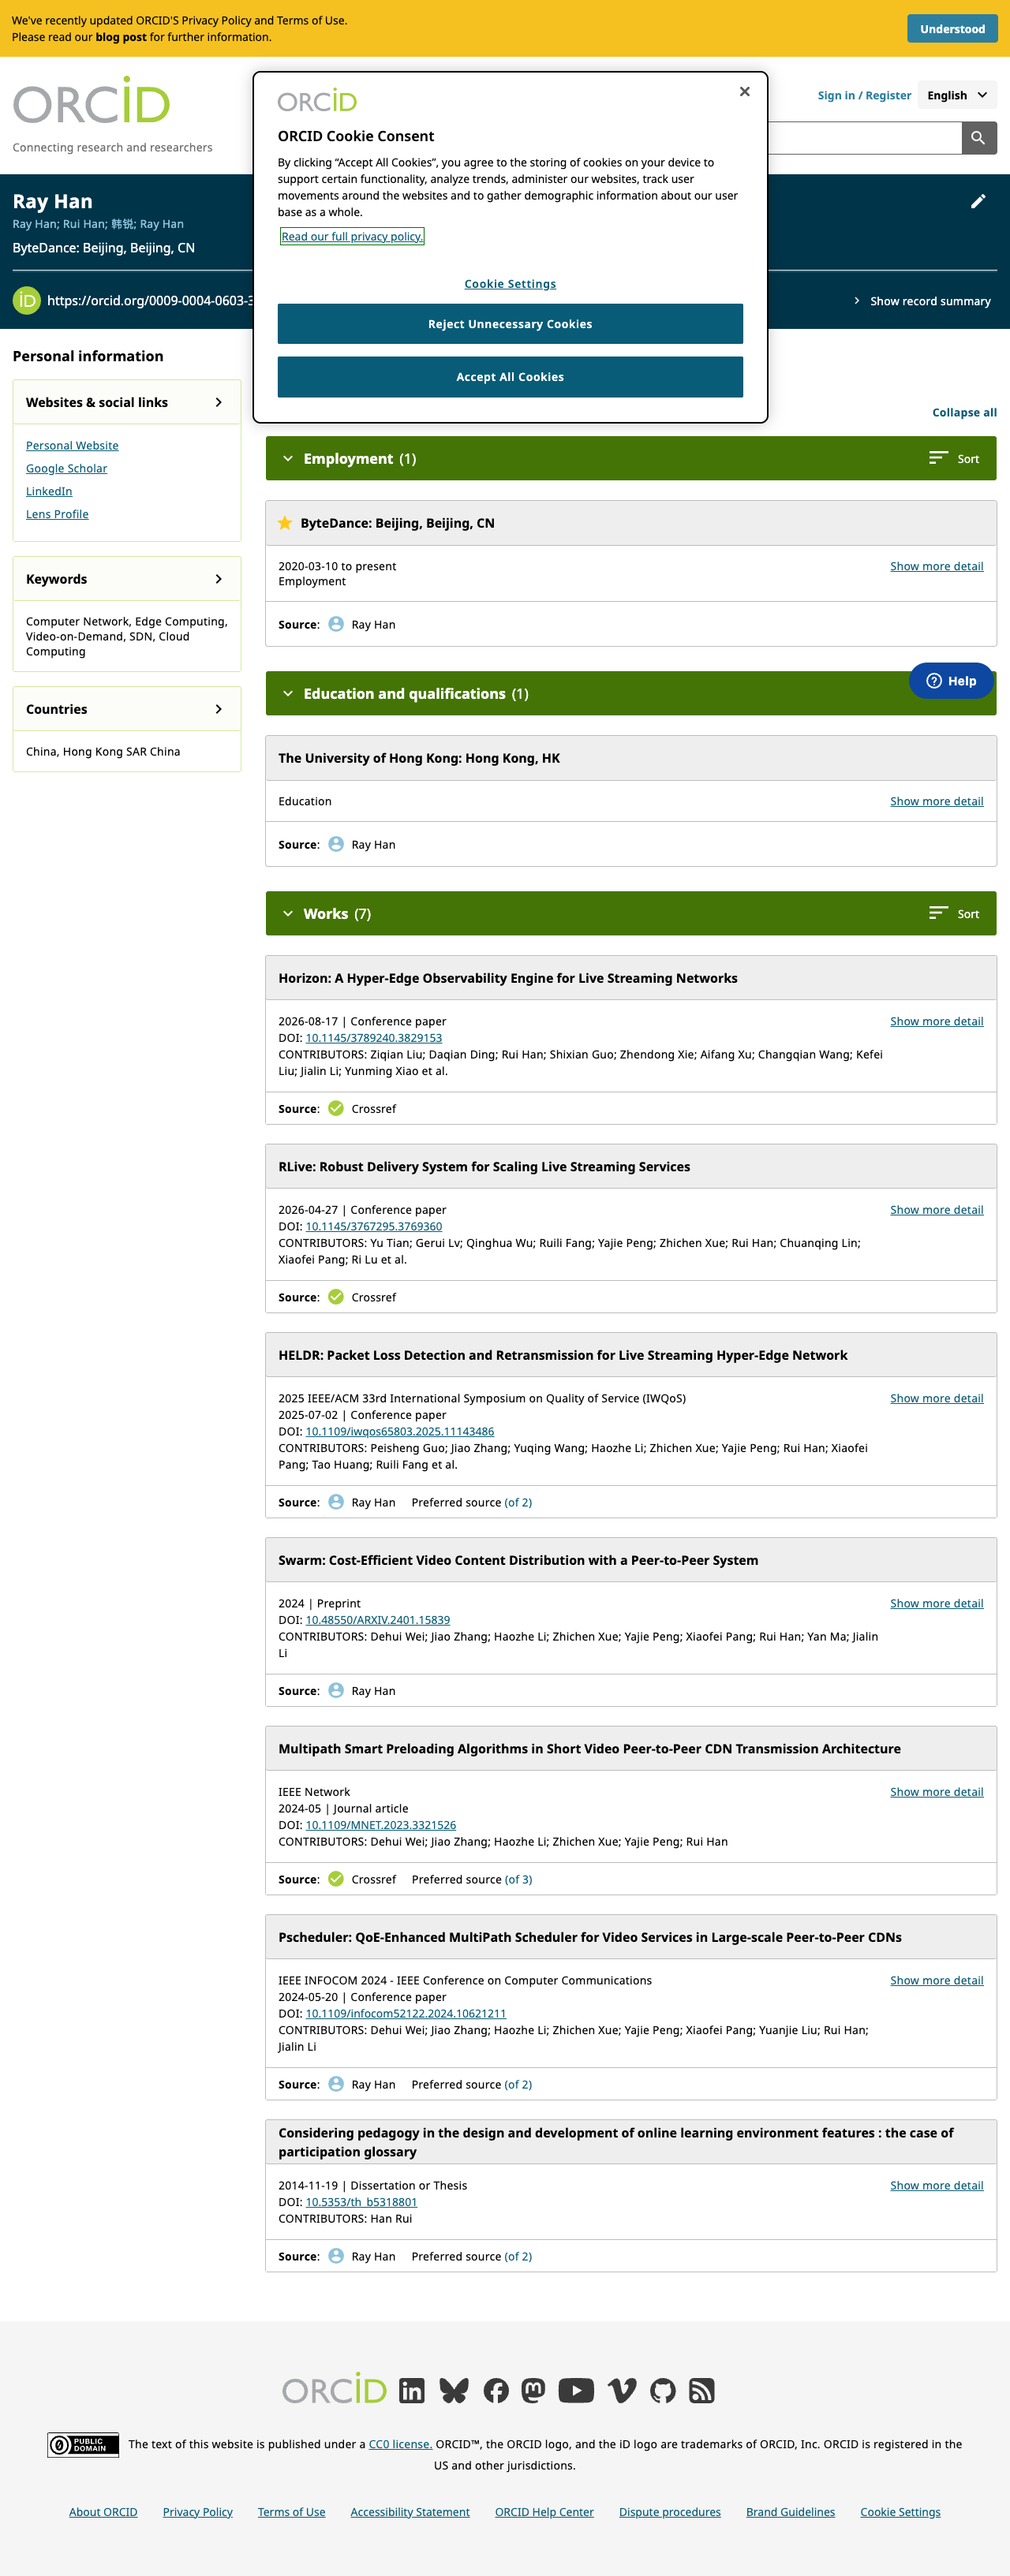 We've recently updated ORCID'S Privacy Policy and Terms of Use.
Please read our blog post for further information.
Understood
ORCID
Connecting research and researchers
Sign in / Register
English
ORCID
ORCID Cookie Consent
By clicking “Accept All Cookies”, you agree to the storing of cookies on your device to
support certain functionality, analyze trends, administer our websites, track user
movements around the websites and to gather demographic information about our user
base as a whole.
Read our full privacy policy.
Cookie Settings
Reject Unnecessary Cookies
Accept All Cookies
Ray Han
Ray Han; Rui Han; 韩锐; Ray Han
ByteDance: Beijing, Beijing, CN
iD https://orcid.org/0009-0004-0603-3
Show record summary
Personal information
Websites & social links
Personal Website
Google Scholar
LinkedIn
Lens Profile
Keywords
Computer Network, Edge Computing,
Video-on-Demand, SDN, Cloud
Computing
Countries
China, Hong Kong SAR China
Collapse all
Employment (1)
Sort
ByteDance: Beijing, Beijing, CN
2020-03-10 to present
Show more detail
Employment
Source: Ray Han
Education and qualifications (1)
Help
The University of Hong Kong: Hong Kong, HK
Education
Show more detail
Source: Ray Han
Works (7)
Sort
Horizon: A Hyper-Edge Observability Engine for Live Streaming Networks
2026-08-17 | Conference paper
Show more detail
DOI: 10.1145/3789240.3829153
CONTRIBUTORS: Ziqian Liu; Daqian Ding; Rui Han; Shixian Guo; Zhendong Xie; Aifang Xu; Changqian Wang; Kefei
Liu; Jialin Li; Yunming Xiao et al.
Source: Crossref
RLive: Robust Delivery System for Scaling Live Streaming Services
2026-04-27 | Conference paper
Show more detail
DOI: 10.1145/3767295.3769360
CONTRIBUTORS: Yu Tian; Gerui Lv; Qinghua Wu; Ruili Fang; Yajie Peng; Zhichen Xue; Rui Han; Chuanqing Lin;
Xiaofei Pang; Ri Lu et al.
Source: Crossref
HELDR: Packet Loss Detection and Retransmission for Live Streaming Hyper-Edge Network
2025 IEEE/ACM 33rd International Symposium on Quality of Service (IWQoS)
Show more detail
2025-07-02 | Conference paper
DOI: 10.1109/iwqos65803.2025.11143486
CONTRIBUTORS: Peisheng Guo; Jiao Zhang; Yuqing Wang; Haozhe Li; Zhichen Xue; Yajie Peng; Rui Han; Xiaofei
Pang; Tao Huang; Ruili Fang et al.
Source: Ray Han Preferred source (of 2)
Swarm: Cost-Efficient Video Content Distribution with a Peer-to-Peer System
2024 | Preprint
Show more detail
DOI: 10.48550/ARXIV.2401.15839
CONTRIBUTORS: Dehui Wei; Jiao Zhang; Haozhe Li; Zhichen Xue; Yajie Peng; Xiaofei Pang; Rui Han; Yan Ma; Jialin
Li
Source: Ray Han
Multipath Smart Preloading Algorithms in Short Video Peer-to-Peer CDN Transmission Architecture
IEEE Network
Show more detail
2024-05 | Journal article
DOI: 10.1109/MNET.2023.3321526
CONTRIBUTORS: Dehui Wei; Jiao Zhang; Haozhe Li; Zhichen Xue; Yajie Peng; Rui Han
Source: Crossref Preferred source (of 3)
Pscheduler: QoE-Enhanced MultiPath Scheduler for Video Services in Large-scale Peer-to-Peer CDNs
IEEE INFOCOM 2024 - IEEE Conference on Computer Communications
Show more detail
2024-05-20 | Conference paper
DOI: 10.1109/infocom52122.2024.10621211
CONTRIBUTORS: Dehui Wei; Jiao Zhang; Haozhe Li; Zhichen Xue; Yajie Peng; Xiaofei Pang; Yuanjie Liu; Rui Han;
Jialin Li
Source: Ray Han Preferred source (of 2)
Considering pedagogy in the design and development of online learning environment features : the case of
participation glossary
2014-11-19 | Dissertation or Thesis
Show more detail
DOI: 10.5353/th_b5318801
CONTRIBUTORS: Han Rui
Source: Ray Han Preferred source (of 2)
ORCID
PUBLIC DOMAIN
The text of this website is published under a CC0 license. ORCID™, the ORCID logo, and the iD logo are trademarks of ORCID, Inc. ORCID is registered in the
US and other jurisdictions.
About ORCID Privacy Policy Terms of Use Accessibility Statement ORCID Help Center Dispute procedures Brand Guidelines Cookie Settings